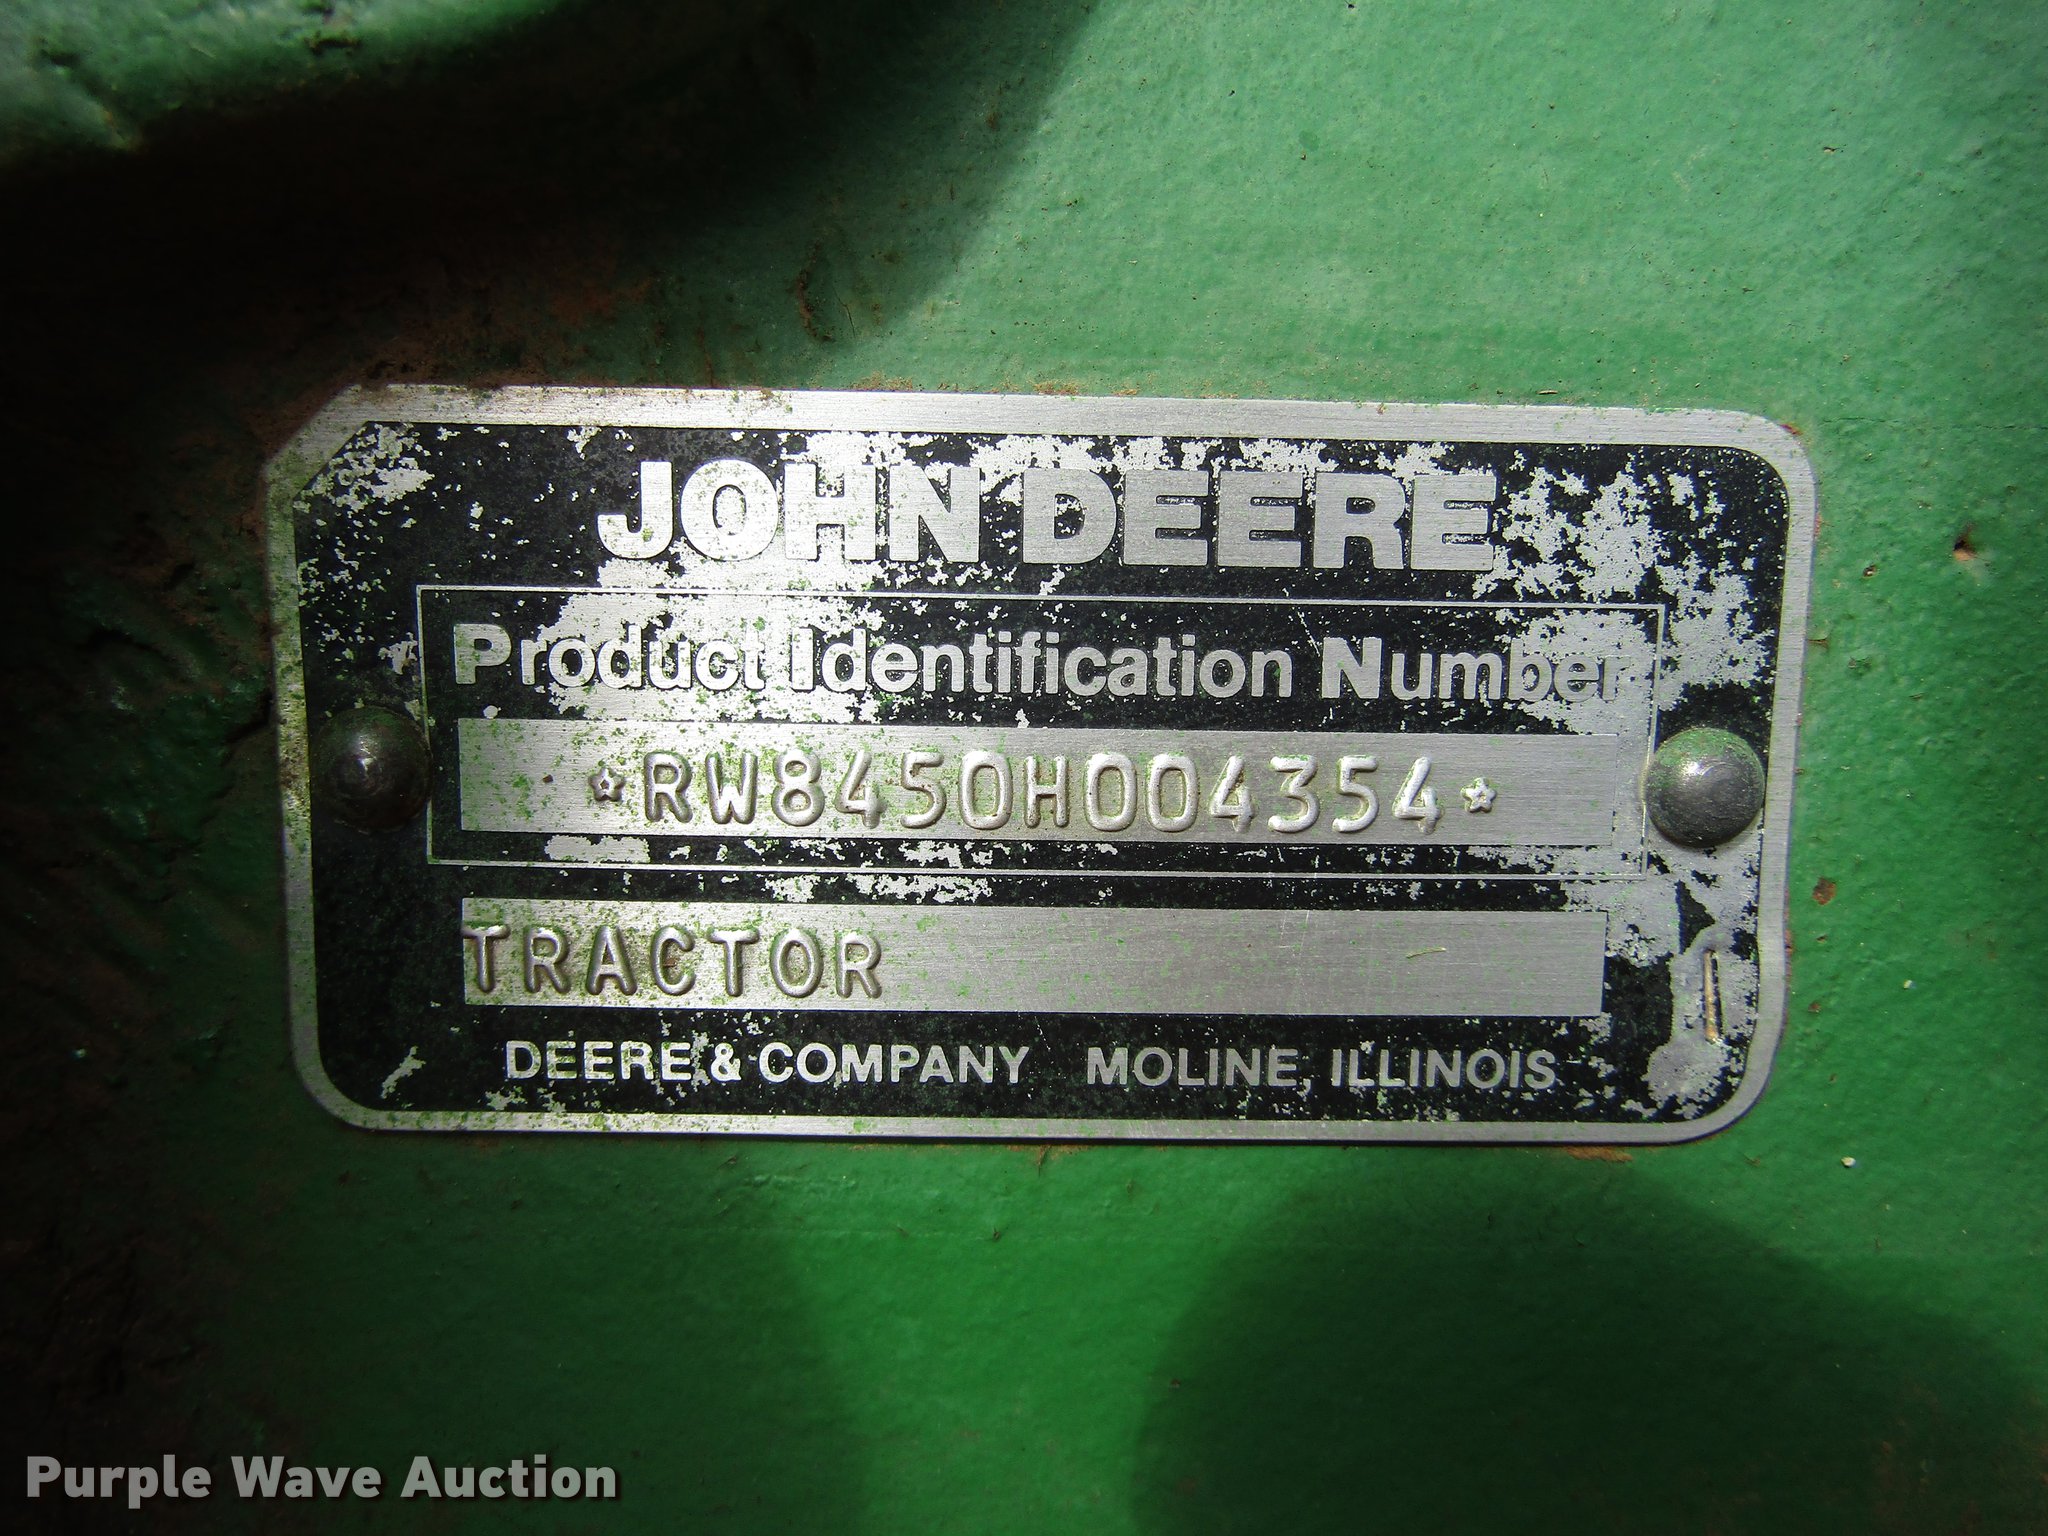 JOHN DEERE
Product Identification Number
☆RW8450H004354☆
TRACTOR
DEERE & COMPANY MOLINE, ILLINOIS
Purple Wave Auction